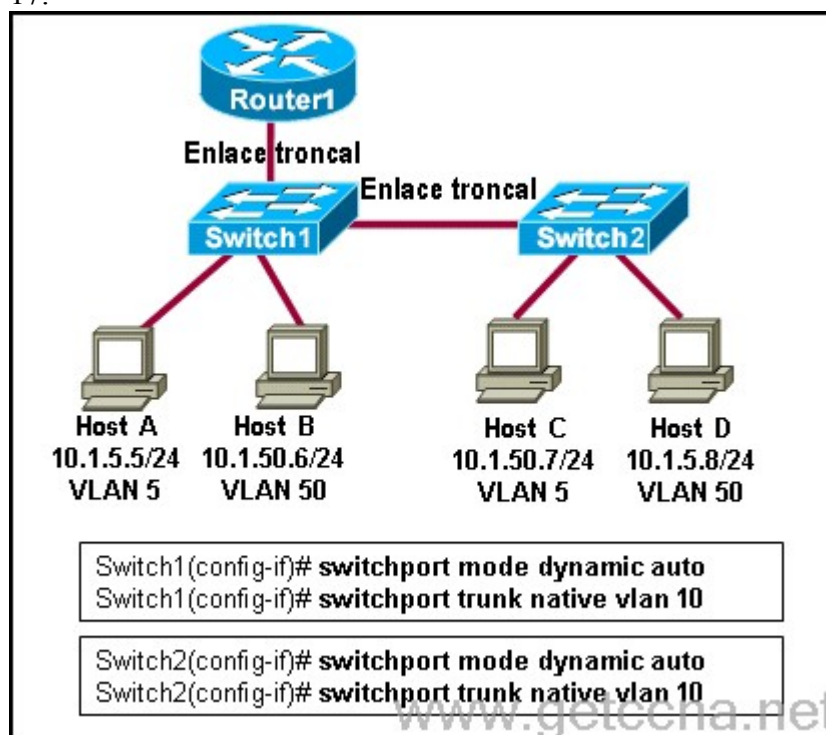 17.
Router1
Enlace troncal
Enlace troncal
Switch1
Switch2
Host A
10.1.5.5/24
VLAN 5
Host B
10.1.50.6/24
VLAN 50
Host C
10.1.50.7/24
VLAN 5
Host D
10.1.5.8/24
VLAN 50
Switch1(config-if)# switchport mode dynamic auto
Switch1(config-if)# switchport trunk native vlan 10
Switch2(config-if)# switchport mode dynamic auto
Switch2(config-if)# switchport trunk native vlan 10
www.getccna.net